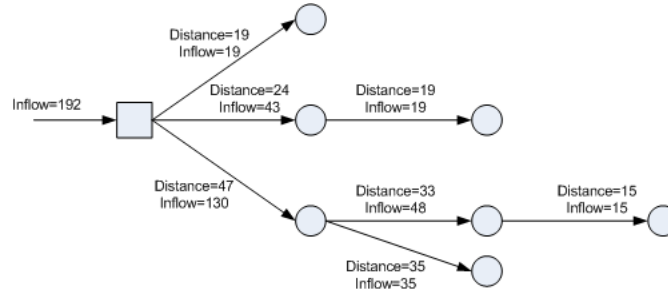 Distance=19
Inflow=19
Inflow=192
Distance=24
Inflow=43
Distance=19
Inflow=19
Distance=47
Inflow=130
Distance=33
Inflow=48
Distance=15
Inflow=15
Distance=35
Inflow=35